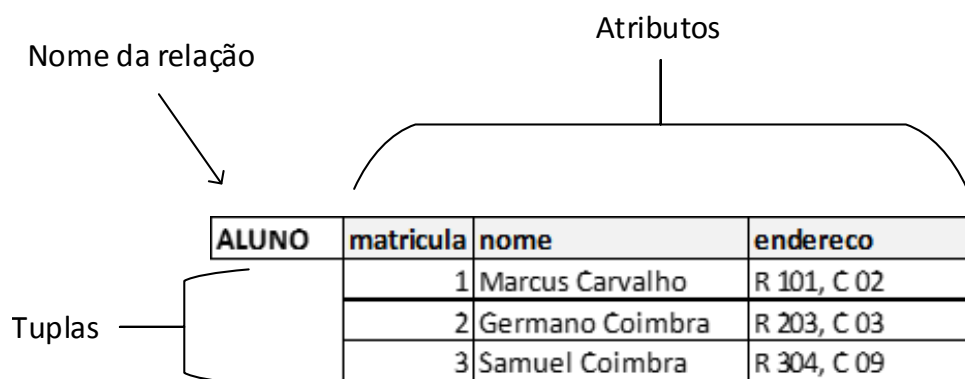 Atributos
Nome da relação
ALUNO matricula nome endereco
1 Marcus Carvalho R 101, C 02
Tuplas
2 Germano Coimbra R 203, C 03
3 Samuel Coimbra R 304, C 09